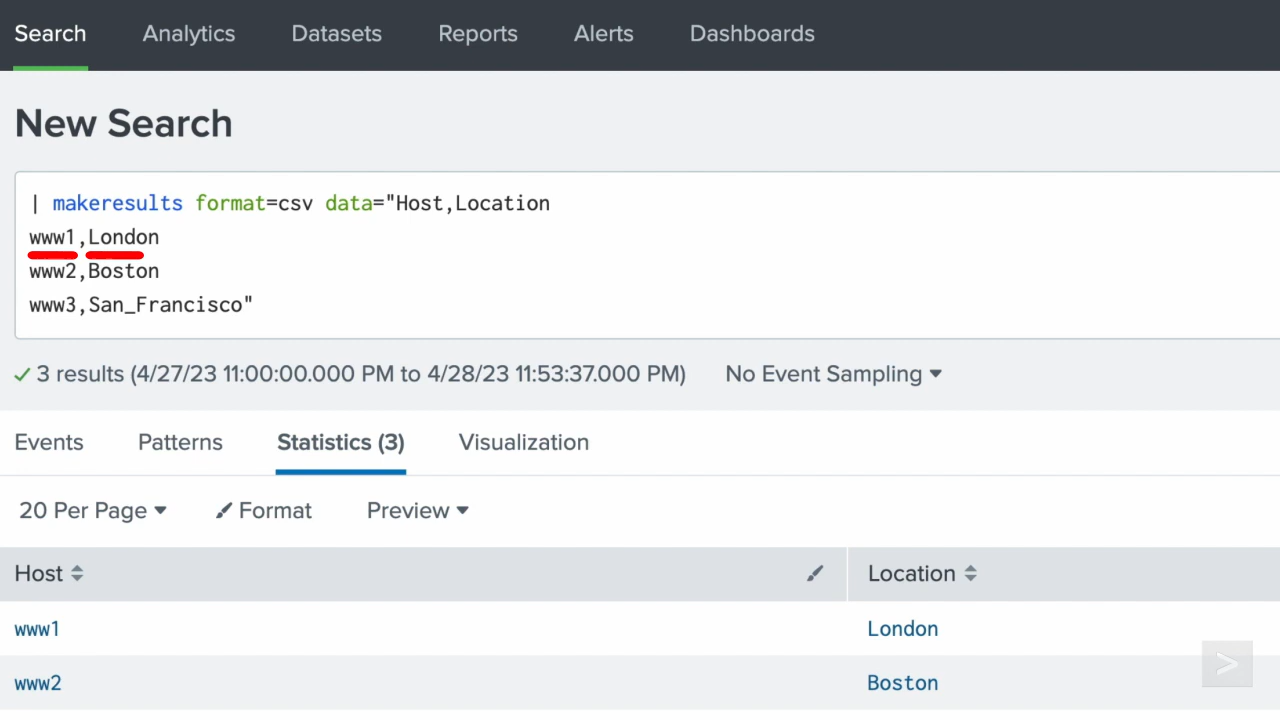 Search Analytics Datasets Reports Alerts Dashboards
New Search
| makeresults format=csv data="Host,Location
www1,London
www2,Boston
www3,San_Francisco"
3 results (4/27/23 11:00:00.000 PM to 4/28/23 11:53:37.000 PM) No Event Sampling
Events Patterns Statistics (3) Visualization
20 Per Page Format Preview
Host Location
www1 London
www2 Boston